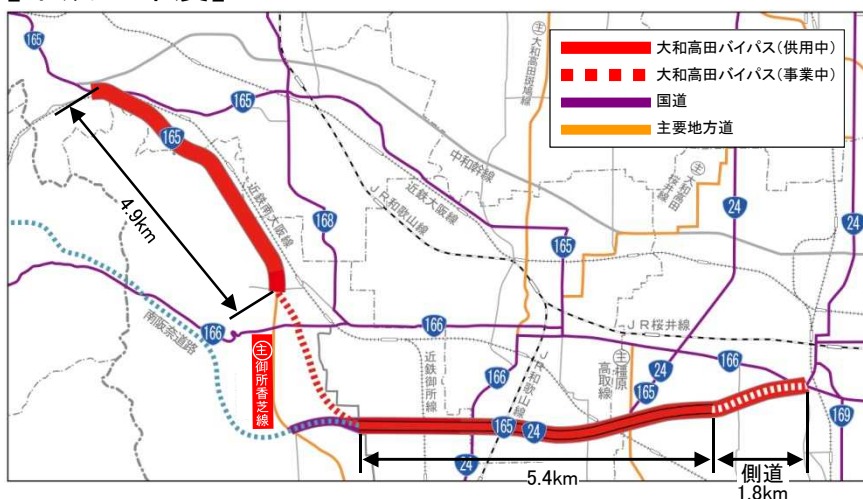 165
165
165
大和高田バイパス(供用中)
大和高田バイパス(事業中)
国道
主要地方道
主
大和高田斑鳩線
中和幹線
主
大和高田桜井線
近鉄南大阪線
JR和歌山線
近鉄大阪線
4.9km
168
165
24
24
南阪奈道路
166
166
JR桜井線
主
御所香芝線
近鉄御所線
166
JR和歌山線
主
橿原高取線
24
165
166
165
24
169
24
5.4km
側道
1.8km